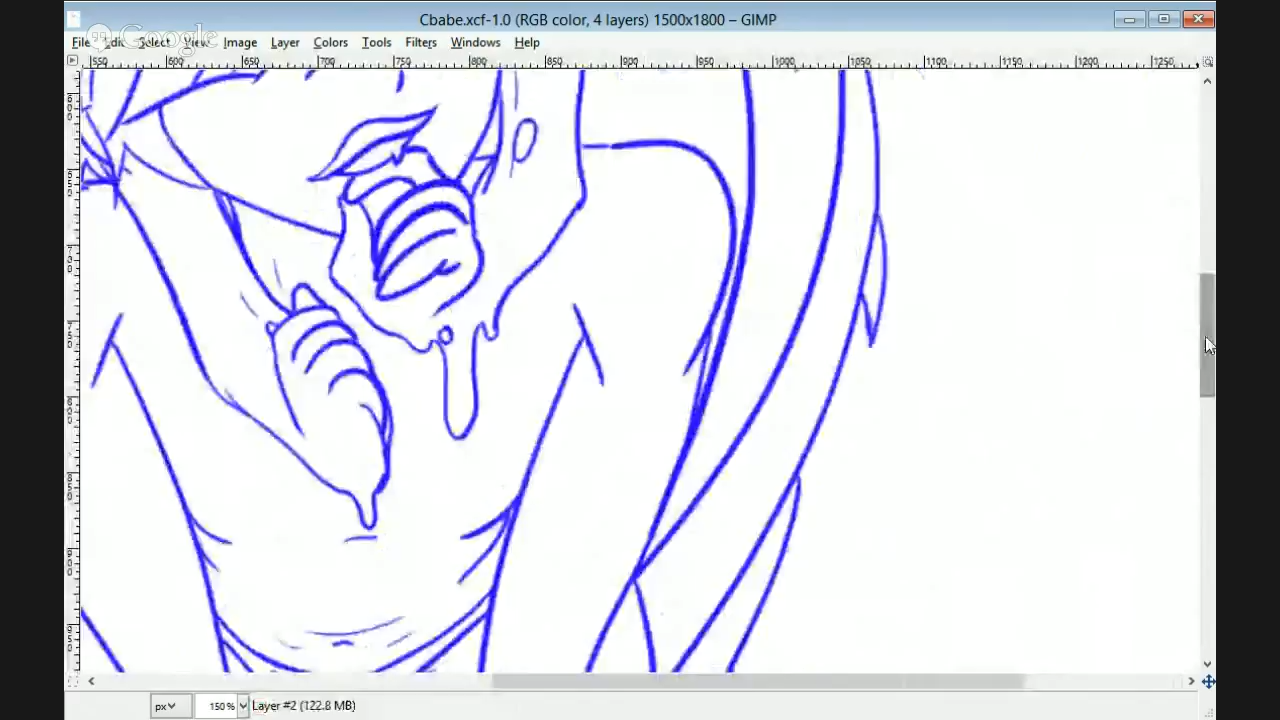 Cbabe.xcf-1.0 (RGB color, 4 layers) 1500x1800 – GIMP
Google
File Edit Select View Image Layer Colors Tools Filters Windows Help
550 600 650 700 750 800 850 900 950 1000 1050 1100 1150 1200 1250
px 150% Layer #2 (122.8 MB)